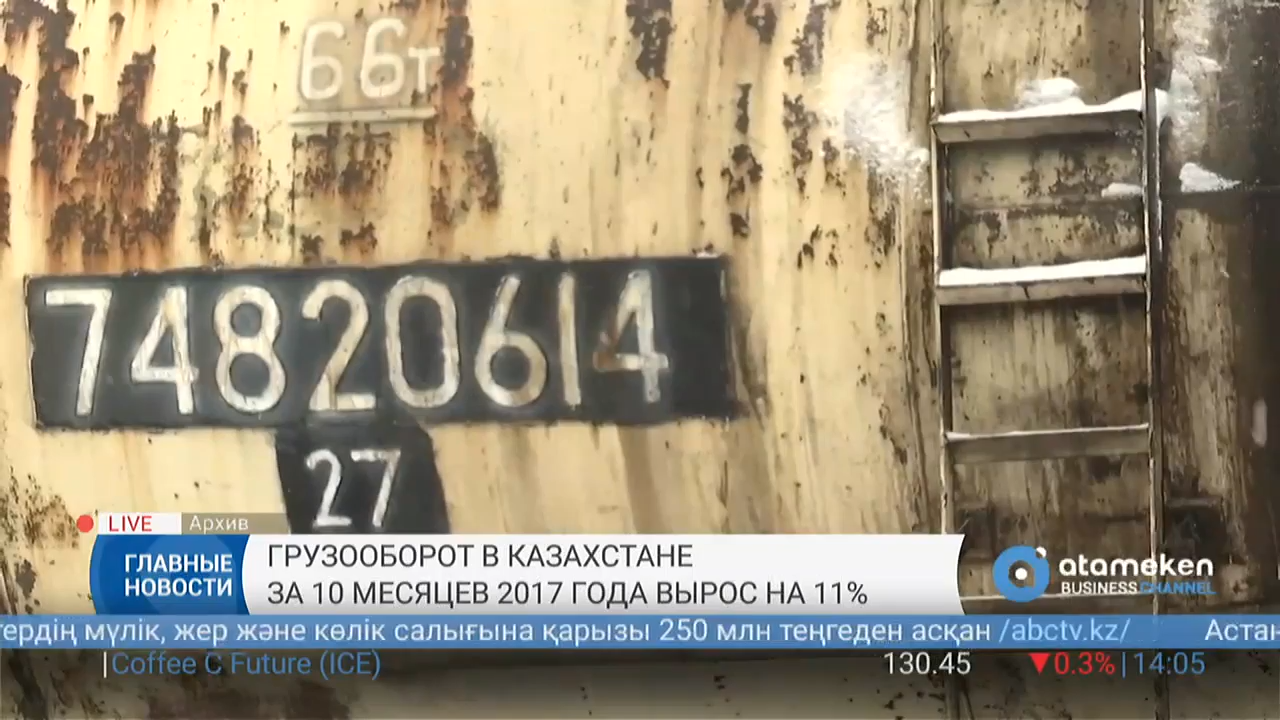 66т
74820614
27
LIVE Архив
ГЛАВНЫЕ НОВОСТИ
ГРУЗООБОРОТ В КАЗАХСТАНЕ
ЗА 10 МЕСЯЦЕВ 2017 ГОДА ВЫРОС НА 11%
atameken
BUSINESS CHANNEL
мүлік, жер және көлік салығына қарызы 250 млн теңгеден асқан /abctv.kz/
Coffee C Future (ICE) 130.45 ▼0.3% | 14:05